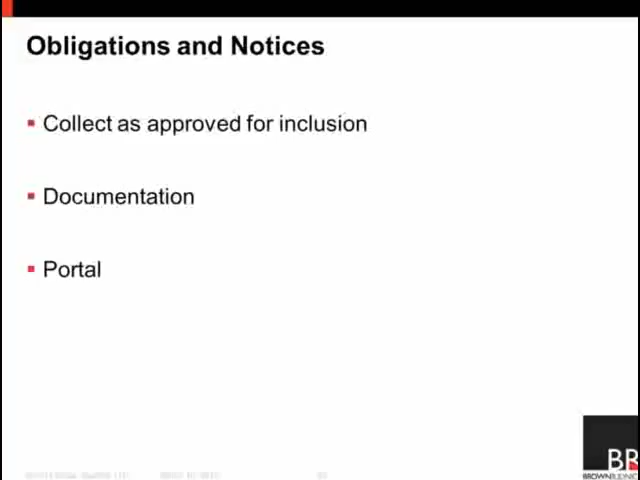 Obligations and Notices
Collect as approved for inclusion
Documentation
Portal
BR